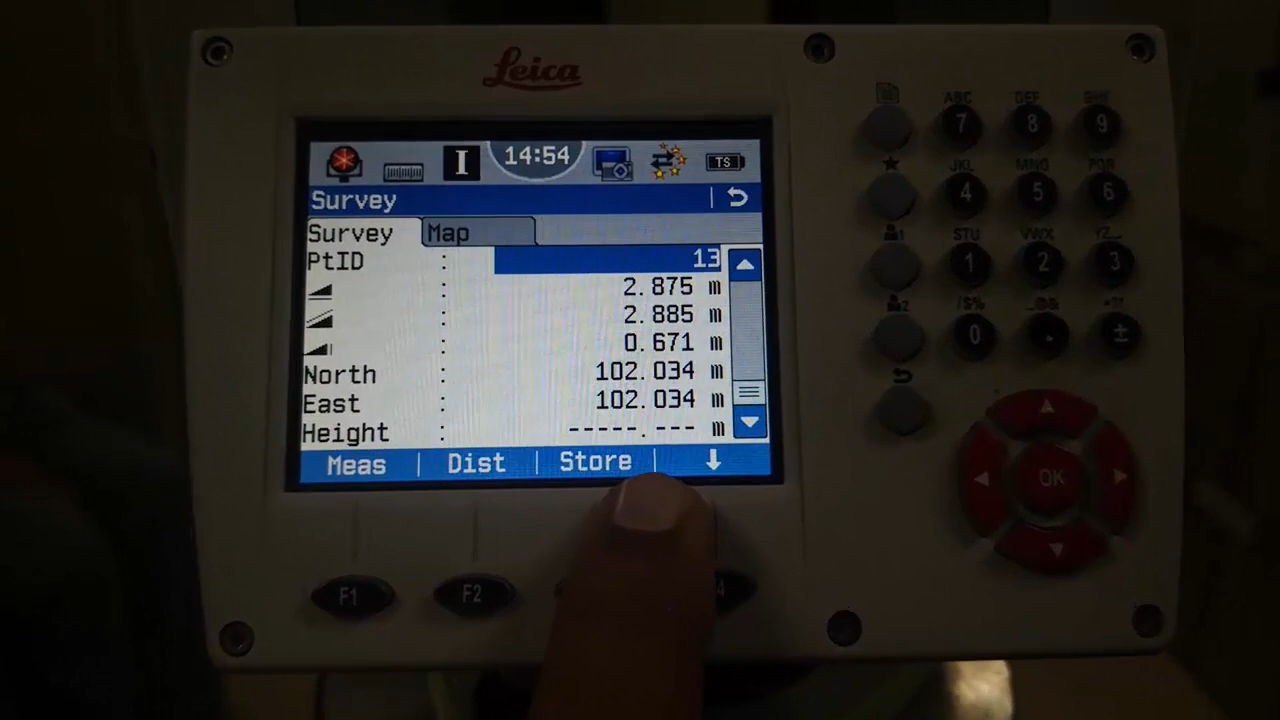 Leica
I 14:54 TS
Survey
Survey Map
PtID : 13
: 2.875 m
: 2.885 m
: 0.671 m
North : 102.034 m
East : 102.034 m
Height : -----.--- m
Meas Dist Store ↓
F1 F2 4
ABC DEF
7 8 9
JKL MNO PQR
4 5 6
STU VWX YZ_
1 2 3
/$%
0 . ±
OK